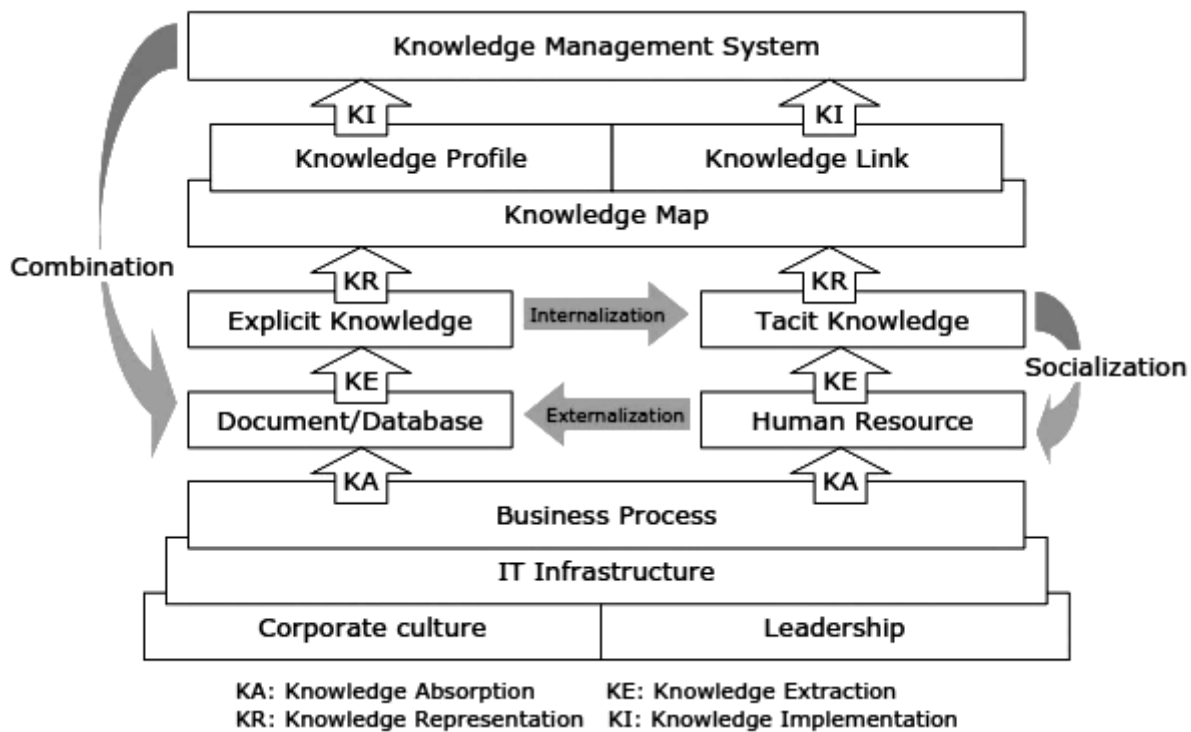 Knowledge Management System
KI KI
Knowledge Profile Knowledge Link
Knowledge Map
Combination
KR KR
Explicit Knowledge Internalization Tacit Knowledge
Socialization
KE KE
Document/Database Externalization Human Resource
KA KA
Business Process
IT Infrastructure
Corporate culture Leadership
KA: Knowledge Absorption KE: Knowledge Extraction
KR: Knowledge Representation KI: Knowledge Implementation